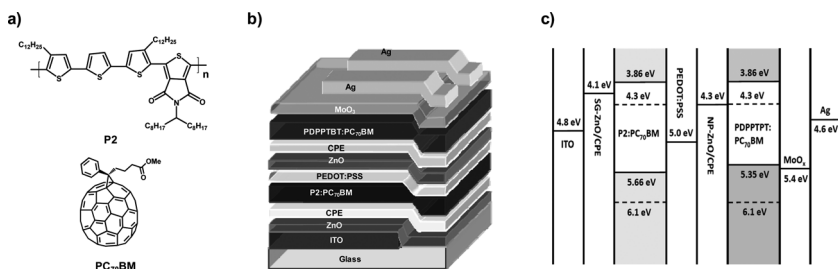 a)
C12H25
C12H25
S
S
S
S
n
O
N
O
C8H17
C8H17
P2
OMe
O
PC70BM
b)
Ag
Ag
MoO3
PDPPTBT:PC70BM
CPE
ZnO
PEDOT:PSS
P2:PC70BM
CPE
ZnO
ITO
Glass
c)
4.8 eV
ITO
4.1 eV
SG-ZnO/CPE
3.86 eV
4.3 eV
P2:PC70BM
5.66 eV
6.1 eV
PEDOT:PSS
5.0 eV
4.3 eV
NP-ZnO/CPE
3.86 eV
4.3 eV
PDPPTPT:
PC70BM
5.35 eV
6.1 eV
MoOx
5.4 eV
Ag
4.6 eV